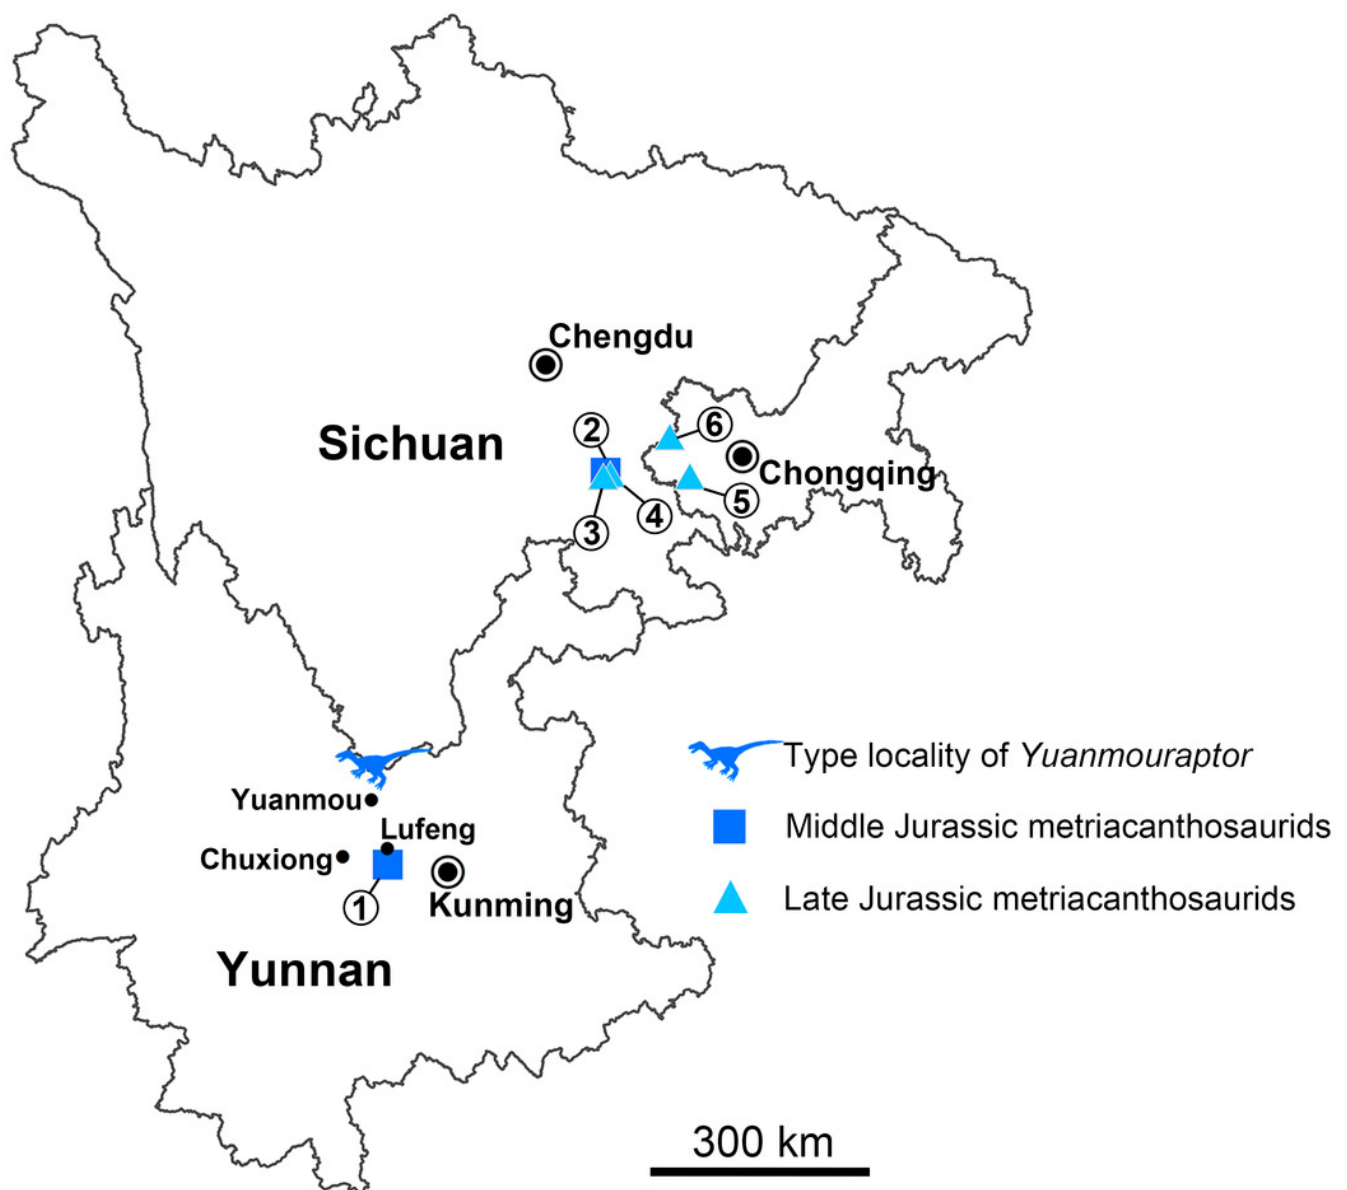 Chengdu
Sichuan
2
6
Chongqing
3
4
5
Type locality of Yuanmouraptor
Yuanmou
Lufeng
Middle Jurassic metriacanthosaurids
Chuxiong
1
Kunming
Late Jurassic metriacanthosaurids
Yunnan
300 km